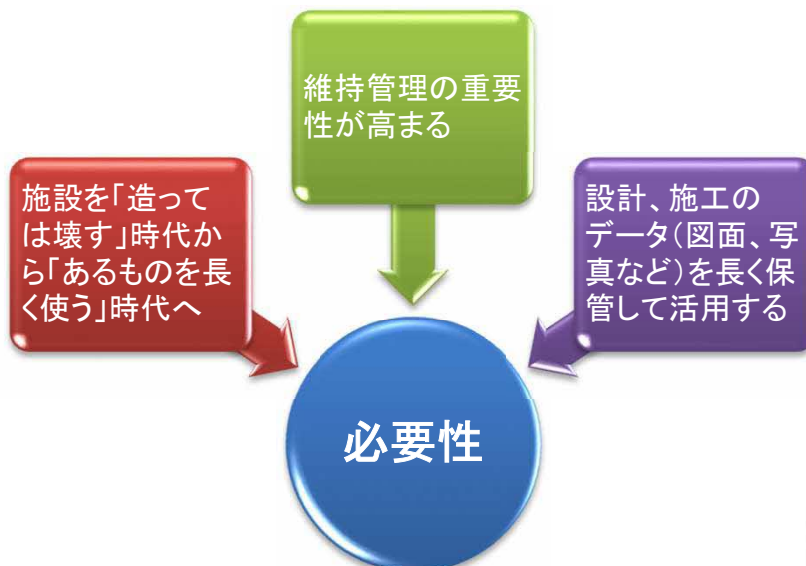 維持管理の重要
性が高まる
施設を「造って
は壊す」時代か
ら「あるものを長
く使う」時代へ
設計、施工の
データ（図面、写
真など）を長く保
管して活用する
必要性